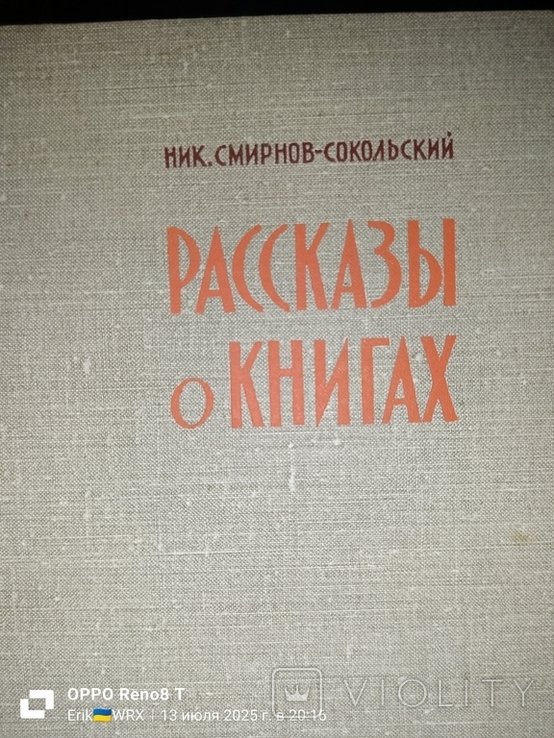 НИК. СМИРНОВ-СОКОЛЬСКИЙ
РАССКАЗЫ
О КНИГАХ
OPPO Reno8 T
Erik🇺🇦WRX | 13 июля 2025 г. в 20:16
VIOLITY